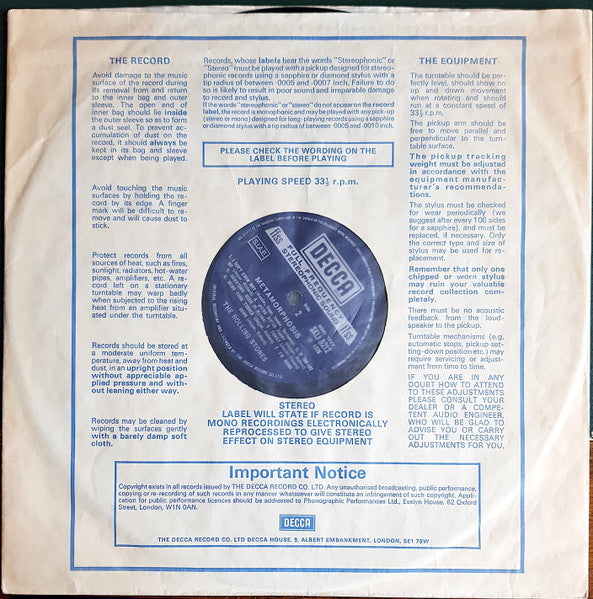 THE RECORD
Avoid damage to the music
surface of the record during
its removal from and return
to the inner bag and outer
sleeve. The open end of
inner bag should lie inside
the outer sleeve so as to form
a dust seal. To prevent ac-
cumulation of dust on the
record, it should always be
kept in its bag and sleeve
except when being played.
Avoid touching the music
surfaces by holding the re-
cord by its edge. A finger
mark will be difficult to re-
move and will cause dust to
stick.
Protect records from all
sources of heat, such as fires,
sunlight, radiators, hot-water
pipes, amplifiers, etc. A re-
cord left on a stationary
turntable may warp badly
when subjected to the rising
heat from an amplifier situ-
ated under the turntable.
Records should be stored at
a moderate uniform temper-
ature, away from heat and
dust, in an upright position
without appreciable ap-
plied pressure and with-
out leaning either way.
Records may be cleaned by
wiping the surfaces gently
with a barely damp soft
cloth.
Records, whose labels bear the words "Stereophonic" or
"Stereo" must be played with a pickup designed for stereo-
phonic records using a sapphire or diamond stylus with a
tip radius of between ·0005 and ·0007 inch. Failure to do
so is likely to result in poor sound and irreparable damage
to record and stylus.
If the words "stereophonic" or "stereo" do not appear on the record
label, the record is monophonic and may be played with any pick-up
(stereo or mono) designed for long-playing records using a sapphire
or diamond stylus with a tip radius of between ·0005 and ·0010 inch.
PLEASE CHECK THE WORDING ON THE
LABEL BEFORE PLAYING
PLAYING SPEED 33⅓ r.p.m.
DECCA
FULL FREQUENCY
STEREOPHONIC SOUND
ffss
ffss
METAMORPHOSIS
2
THE ROLLING STONES
STEREO
LABEL WILL STATE IF RECORD IS
MONO RECORDINGS ELECTRONICALLY
REPROCESSED TO GIVE STEREO
EFFECT ON STEREO EQUIPMENT
THE EQUIPMENT
The turntable should be per-
fectly level, should show no
up and down movement
when rotating and should
run at a constant speed of
33⅓ r.p.m.
The pickup arm should be
free to move parallel and
perpendicular to the turn-
table surface.
The pickup tracking
weight must be adjusted
in accordance with the
equipment manufac-
turer's recommenda-
tions.
The stylus must be checked
for wear periodically (we
suggest after every 100 sides
for a sapphire), and must be
replaced, if necessary. Only
the correct type and size of
stylus may be used for re-
placement.
Remember that only one
chipped or worn stylus
may ruin your valuable
record collection com-
pletely.
There must be no acoustic
feedback from the loud-
speaker to the pickup.
Turntable mechanisms (e.g.
automatic stops, pickup set-
ting-down position etc.) may
require servicing or adjust-
ment from time to time.
IF YOU ARE IN ANY
DOUBT HOW TO ATTEND
TO THESE ADJUSTMENTS
PLEASE CONSULT YOUR
DEALER OR A COMPE-
TENT AUDIO ENGINEER,
WHO WILL BE GLAD TO
ADVISE YOU OR CARRY
OUT THE NECESSARY
ADJUSTMENTS FOR YOU.
Important Notice
Copyright exists in all records issued by THE DECCA RECORD CO. LTD. Any unauthorised broadcasting, public performance,
copying or re-recording of such records in any manner whatsoever will constitute an infringement of such copyright. Appli-
cation for public performance licences should be addressed to Phonographic Performances Ltd., Evelyn House, 62 Oxford
Street, London, W1N 0AN.
DECCA
THE DECCA RECORD CO. LTD DECCA HOUSE, 9, ALBERT EMBANKMENT, LONDON, SE1 7SW